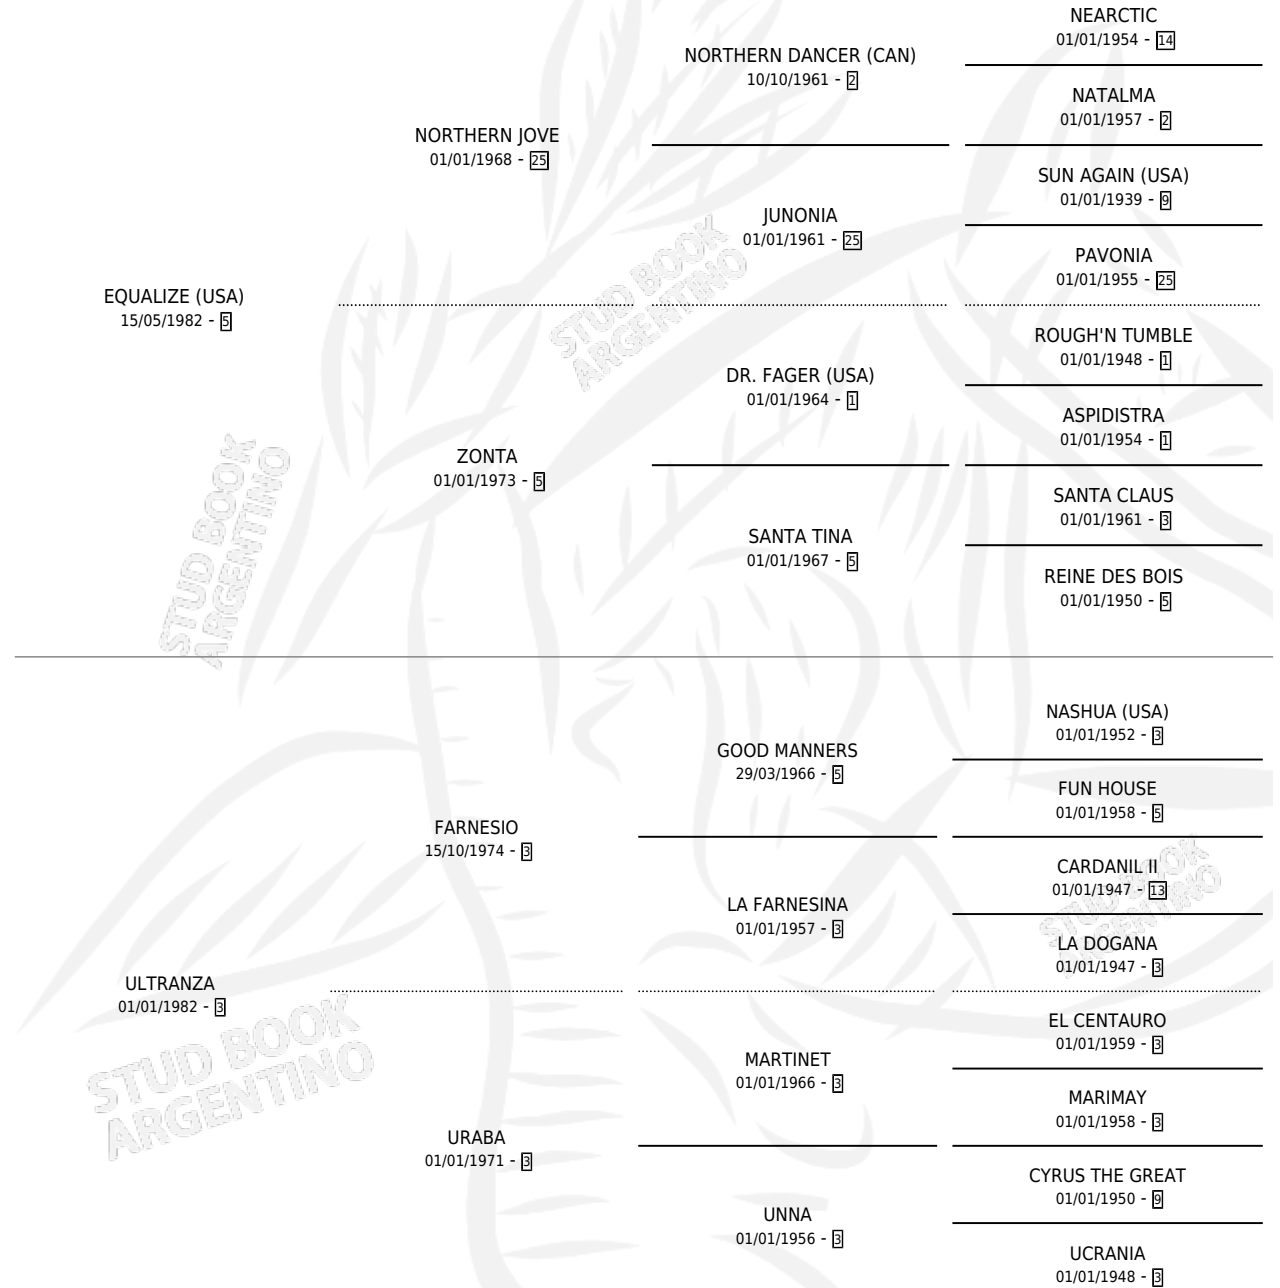 EQUALIZE (USA)
15/05/1982 - 5
NORTHERN JOVE
01/01/1968 - 25
NORTHERN DANCER (CAN)
10/10/1961 - 2
NEARCTIC
01/01/1954 - 14
NATALMA
01/01/1957 - 2
JUNONIA
01/01/1961 - 25
SUN AGAIN (USA)
01/01/1939 - 9
PAVONIA
01/01/1955 - 25
ZONTA
01/01/1973 - 5
DR. FAGER (USA)
01/01/1964 - 1
ROUGH'N TUMBLE
01/01/1948 - 1
ASPIDISTRA
01/01/1954 - 1
SANTA TINA
01/01/1967 - 5
SANTA CLAUS
01/01/1961 - 3
REINE DES BOIS
01/01/1950 - 5
ULTRANZA
01/01/1982 - 3
FARNESIO
15/10/1974 - 3
GOOD MANNERS
29/03/1966 - 5
NASHUA (USA)
01/01/1952 - 3
FUN HOUSE
01/01/1958 - 5
LA FARNESINA
01/01/1957 - 3
CARDANIL II
01/01/1947 - 13
LA DOGANA
01/01/1947 - 3
URABA
01/01/1971 - 3
MARTINET
01/01/1966 - 3
EL CENTAURO
01/01/1959 - 3
MARIMAY
01/01/1958 - 3
UNNA
01/01/1956 - 3
CYRUS THE GREAT
01/01/1950 - 9
UCRANIA
01/01/1948 - 3
STUD BOOK
ARGENTINO
STUD BOOK
ARGENTINO
STUD BOOK
ARGENTINO
STUD BOOK
ARGENTINO